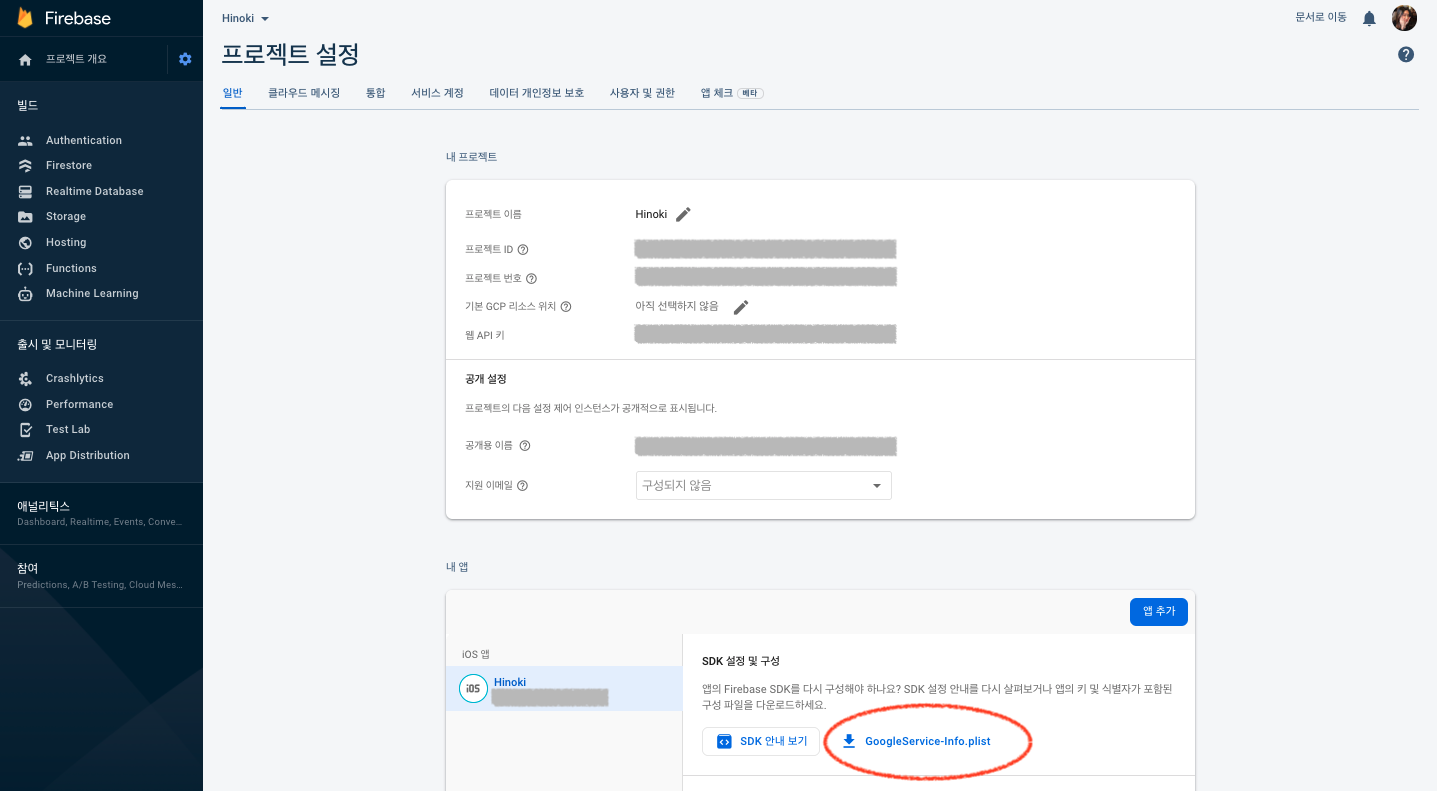 Firebase
프로젝트 개요
빌드
Authentication
Firestore
Realtime Database
Storage
Hosting
Functions
Machine Learning
출시 및 모니터링
Crashlytics
Performance
Test Lab
App Distribution
애널리틱스
Dashboard, Realtime, Events, Conve...
참여
Predictions, A/B Testing, Cloud Mes...
Hinoki
문서로 이동
프로젝트 설정
일반 클라우드 메시징 통합 서비스 계정 데이터 개인정보 보호 사용자 및 권한 앱 체크 베타
내 프로젝트
프로젝트 이름 Hinoki
프로젝트 ID
프로젝트 번호
기본 GCP 리소스 위치 아직 선택하지 않음
웹 API 키
공개 설정
프로젝트의 다음 설정 제어 인스턴스가 공개적으로 표시됩니다.
공개용 이름
지원 이메일 구성되지 않음
내 앱
앱 추가
iOS 앱
iOS Hinoki
SDK 설정 및 구성
앱의 Firebase SDK를 다시 구성해야 하나요? SDK 설정 안내를 다시 살펴보거나 앱의 키 및 식별자가 포함된
구성 파일을 다운로드하세요.
SDK 안내 보기 GoogleService-Info.plist